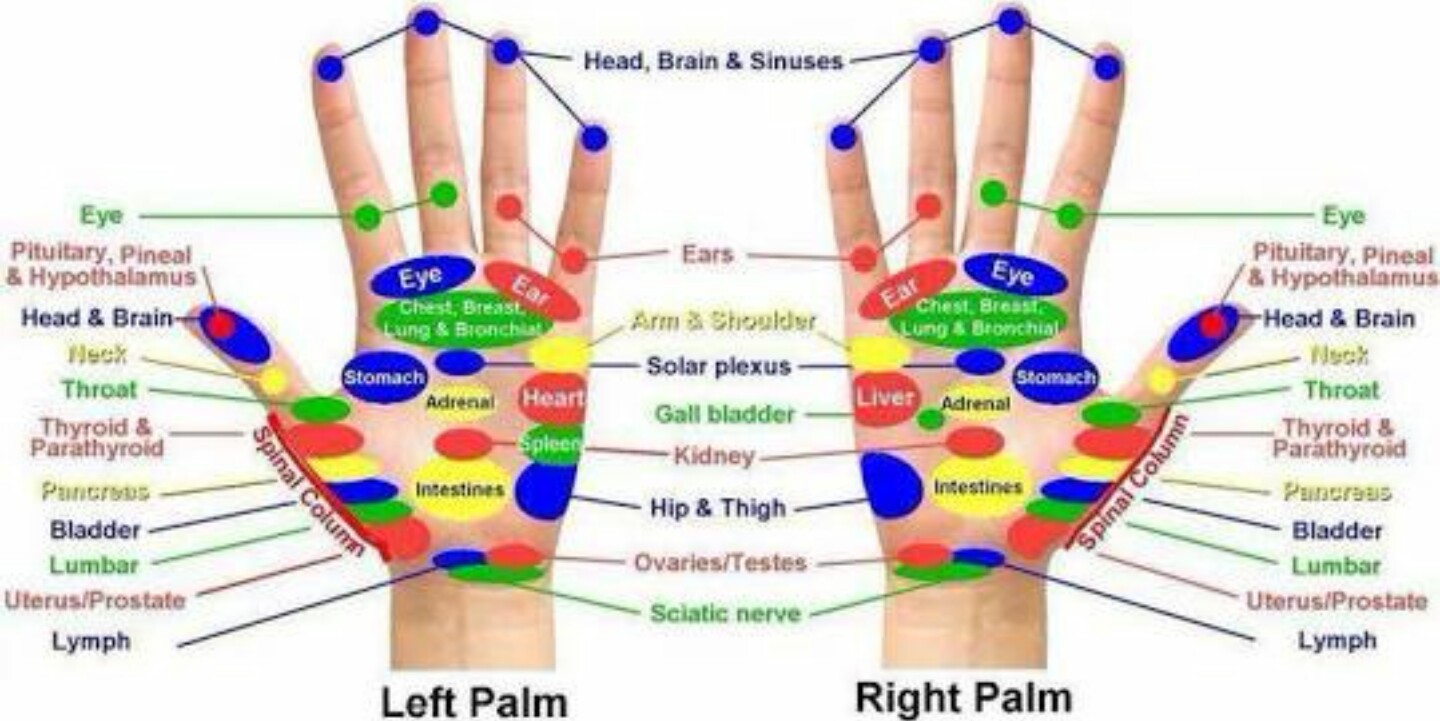 Head, Brain & Sinuses
Eye
Eye
Pituitary, Pineal
& Hypothalamus
Ears
Pituitary, Pineal
& Hypothalamus
Eye
Ear
Ear
Eye
Chest, Breast,
Lung & Bronchial
Chest, Breast,
Lung & Bronchial
Head & Brain
Arm & Shoulder
Head & Brain
Neck
Neck
Solar plexus
Stomach
Stomach
Throat
Throat
Adrenal
Heart
Liver
Adrenal
Gall bladder
Thyroid &
Parathyroid
Spleen
Kidney
Thyroid &
Parathyroid
Spinal Column
Spinal Column
Pancreas
Intestines
Intestines
Pancreas
Hip & Thigh
Bladder
Bladder
Lumbar
Ovaries/Testes
Lumbar
Uterus/Prostate
Sciatic nerve
Uterus/Prostate
Lymph
Lymph
Left Palm
Right Palm